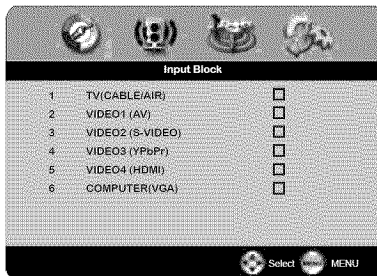 Input Block
1 TV(CABLE/AIR)
2 VIDEO1 (AV)
3 VIDEO2 (S-VIDEO)
4 VIDEO3 (YPbPr)
5 VIDEO4 (HDMI)
6 COMPUTER(VGA)
Select MENU MENU